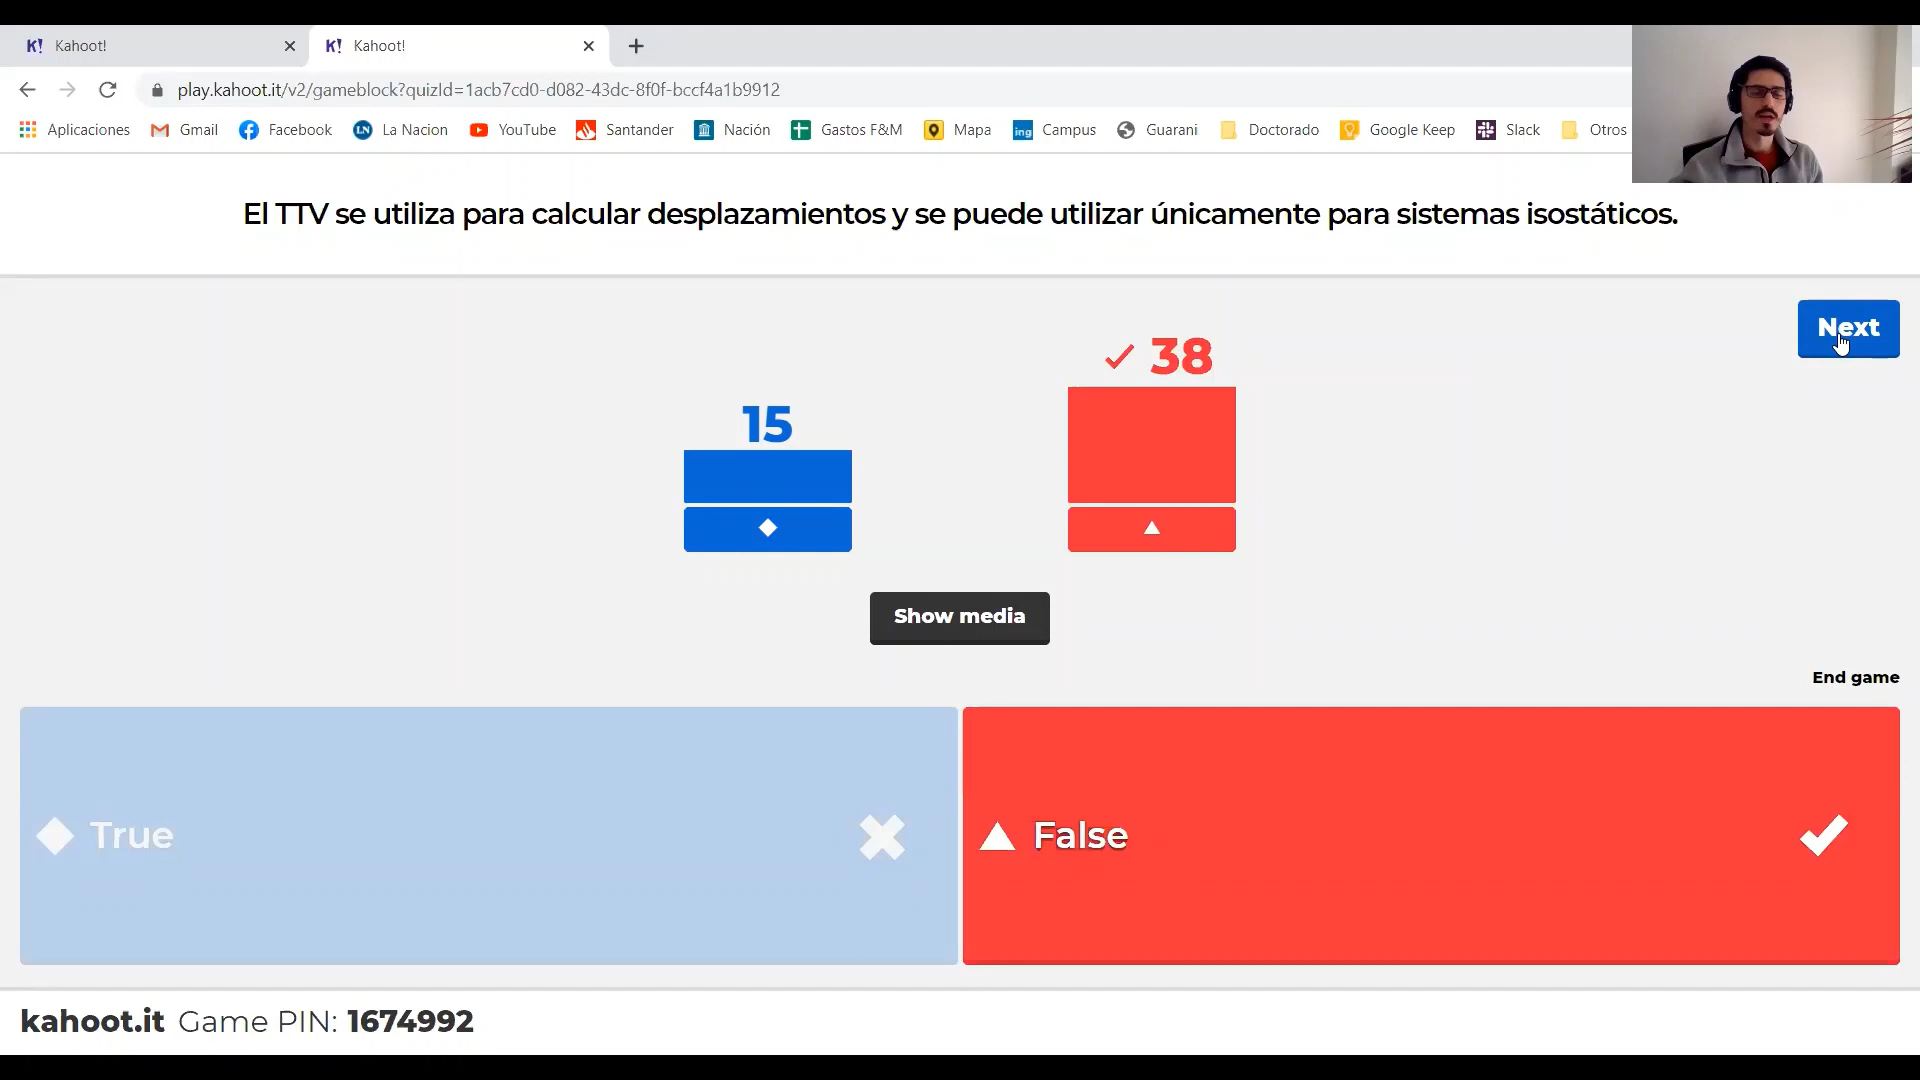 K! Kahoot!
K! Kahoot!
play.kahoot.it/v2/gameblock?quizId=1acb7cd0-d082-43dc-8f0f-bccf4a1b9912
Aplicaciones Gmail Facebook LN La Nacion YouTube Santander Nación Gastos F&M Mapa ing Campus Guarani Doctorado Google Keep Slack Otros
El TTV se utiliza para calcular desplazamientos y se puede utilizar únicamente para sistemas isostáticos.
Next
38
15
Show media
End game
True
False
kahoot.it Game PIN: 1674992